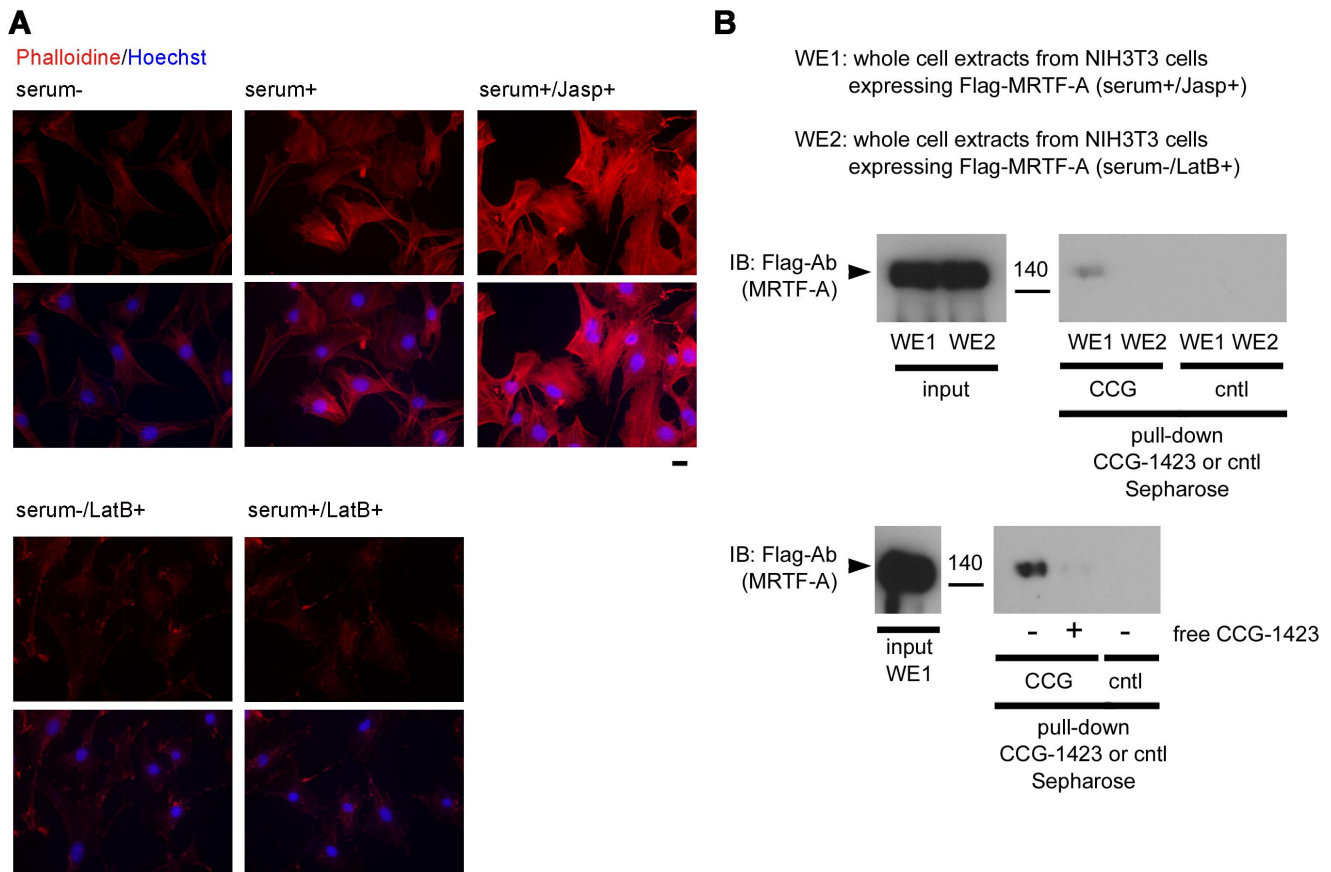 A
Phalloidine/Hoechst
serum-
serum+
serum+/Jasp+
serum-/LatB+
serum+/LatB+
B
WE1: whole cell extracts from NIH3T3 cells
expressing Flag-MRTF-A (serum+/Jasp+)
WE2: whole cell extracts from NIH3T3 cells
expressing Flag-MRTF-A (serum-/LatB+)
IB: Flag-Ab
(MRTF-A)
140
WE1 WE2
WE1 WE2
WE1 WE2
input
CCG
cntl
pull-down
CCG-1423 or cntl
Sepharose
IB: Flag-Ab
(MRTF-A)
140
- + -
free CCG-1423
input
WE1
CCG
cntl
pull-down
CCG-1423 or cntl
Sepharose